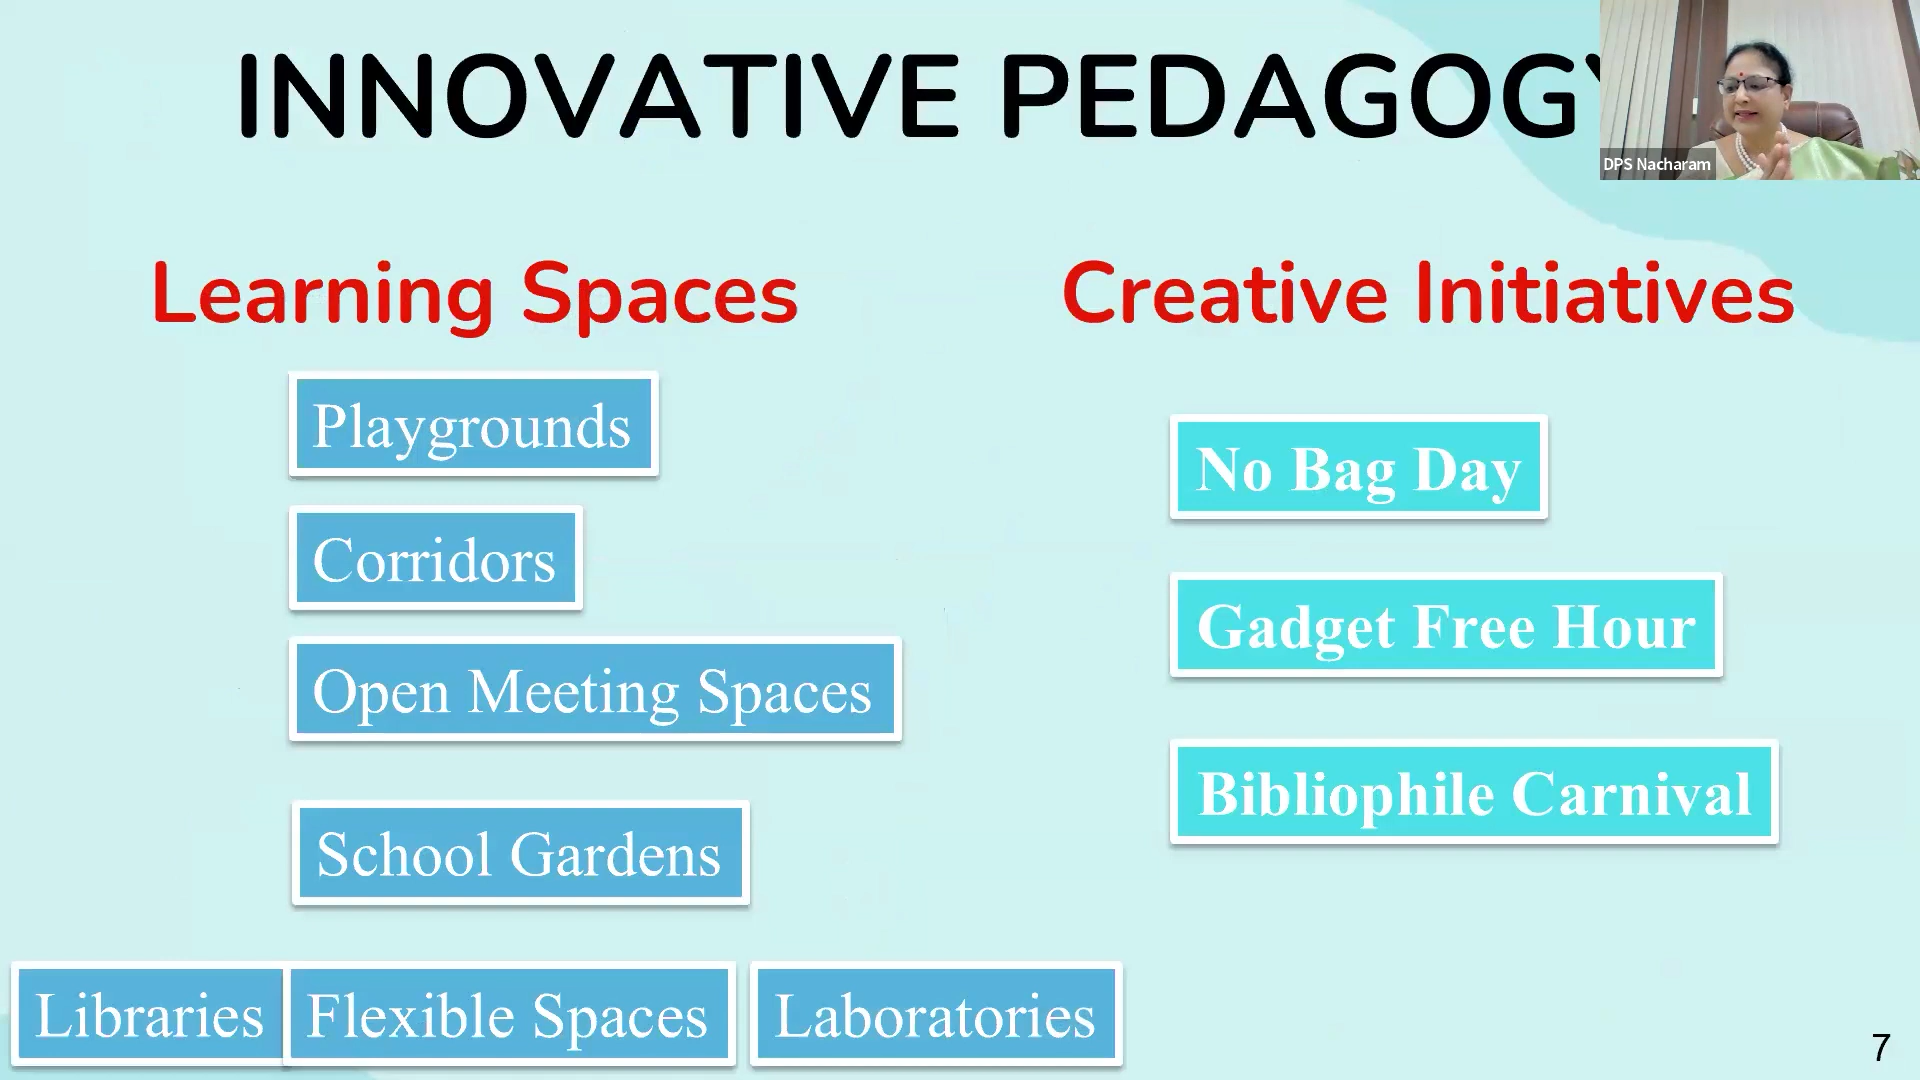 INNOVATIVE PEDAGOGY
DPS Nacharam
Learning Spaces
Playgrounds
Corridors
Open Meeting Spaces
School Gardens
Libraries
Flexible Spaces
Laboratories
Creative Initiatives
No Bag Day
Gadget Free Hour
Bibliophile Carnival
7